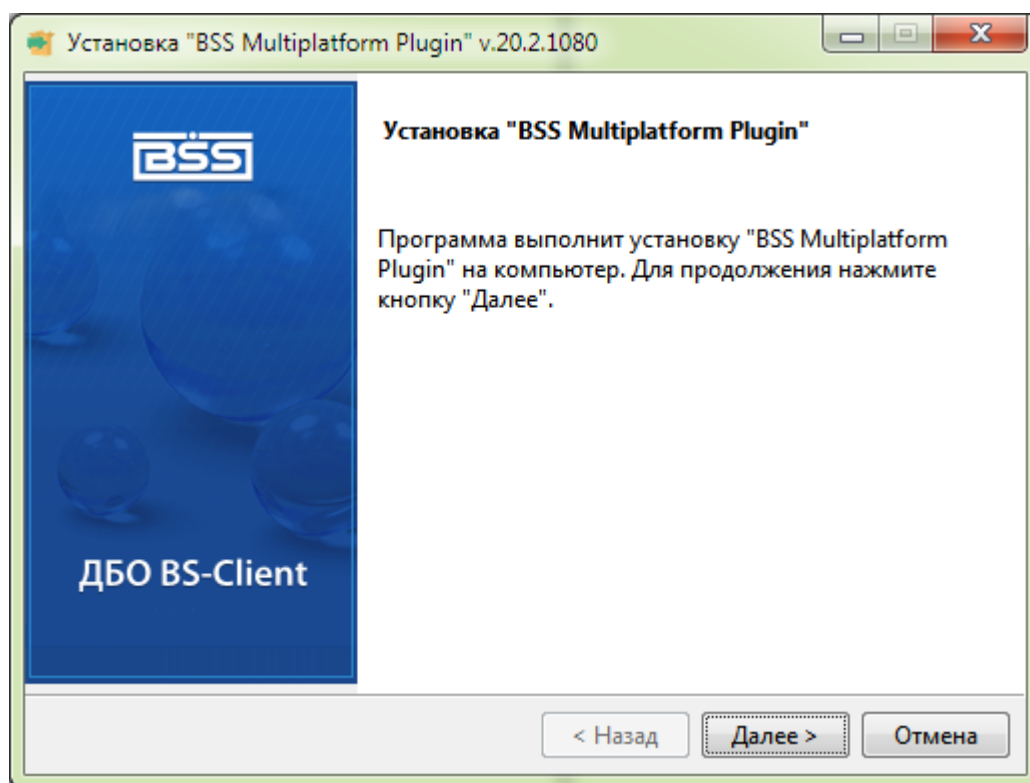 Установка "BSS Multiplatform Plugin" v.20.2.1080
BSS
ДБО BS-Client
Установка "BSS Multiplatform Plugin"
Программа выполнит установку "BSS Multiplatform
Plugin" на компьютер. Для продолжения нажмите
кнопку "Далее".
< Назад
Далее >
Отмена